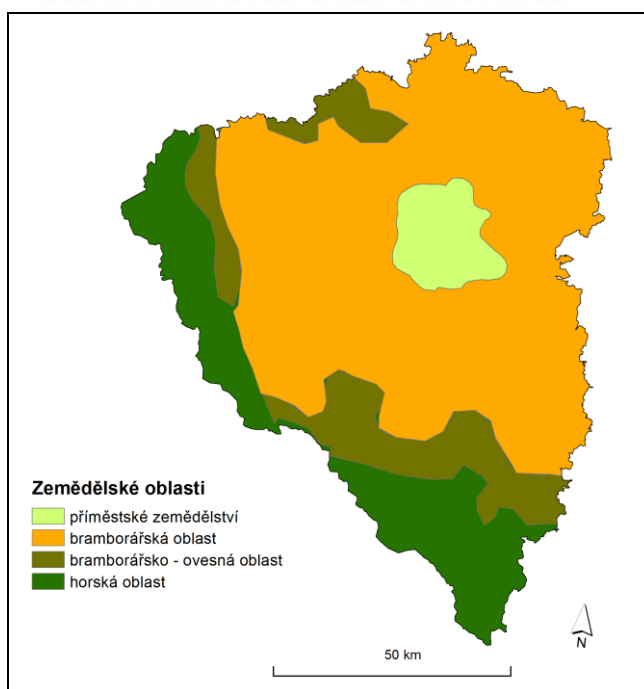 Zemědělské oblasti
příměstské zemědělství
bramborářská oblast
bramborářsko - ovesná oblast
horská oblast
N
50 km